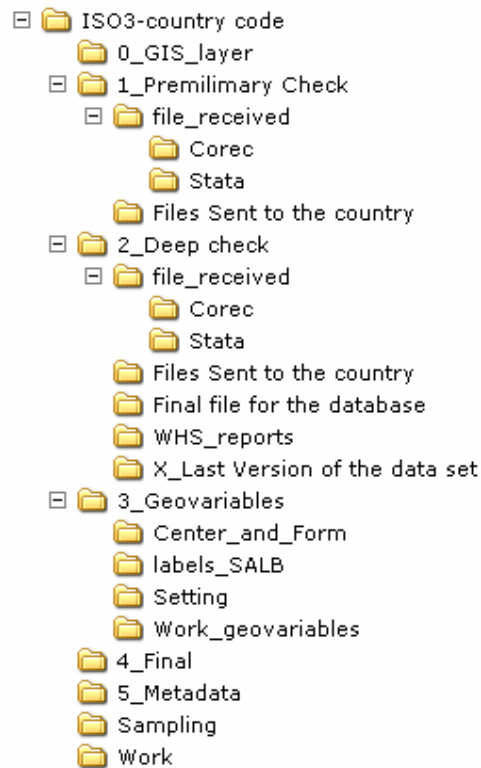 ISO3-country code
0_GIS_layer
1_Premilimary Check
file_received
Corec
Stata
Files Sent to the country
2_Deep check
file_received
Corec
Stata
Files Sent to the country
Final file for the database
WHS_reports
X_Last Version of the data set
3_Geovariables
Center_and_Form
labels_SALB
Setting
Work_geovariables
4_Final
5_Metadata
Sampling
Work